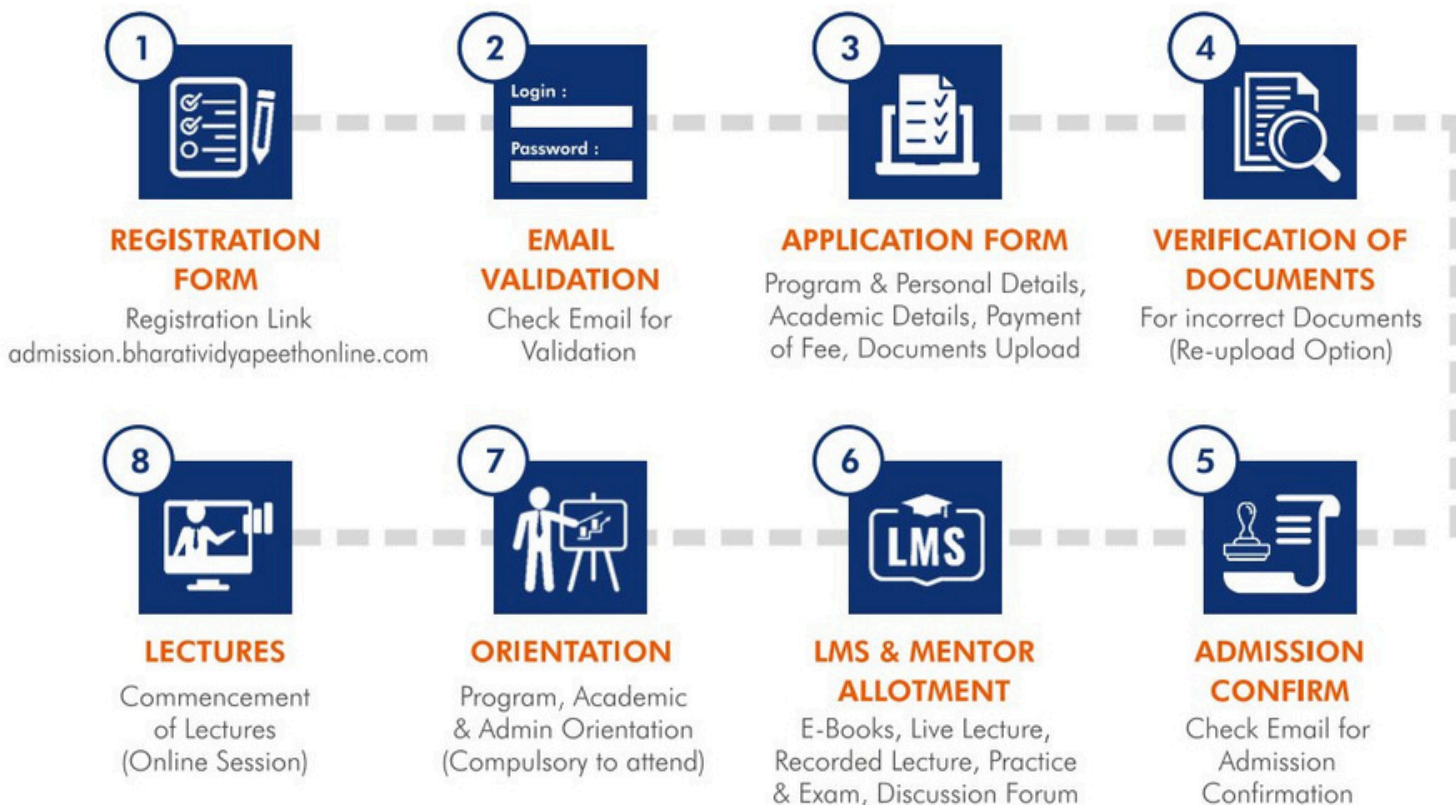 1
REGISTRATION
FORM
Registration Link
admission.bharatividyapeethonline.com
2
Login :
Password :
EMAIL
VALIDATION
Check Email for
Validation
3
APPLICATION FORM
Program & Personal Details,
Academic Details, Payment
of Fee, Documents Upload
4
VERIFICATION OF
DOCUMENTS
For incorrect Documents
(Re-upload Option)
5
ADMISSION
CONFIRM
Check Email for
Admission
Confirmation
6
LMS
LMS & MENTOR
ALLOTMENT
E-Books, Live Lecture,
Recorded Lecture, Practice
& Exam, Discussion Forum
7
ORIENTATION
Program, Academic
& Admin Orientation
(Compulsory to attend)
8
LECTURES
Commencement
of Lectures
(Online Session)